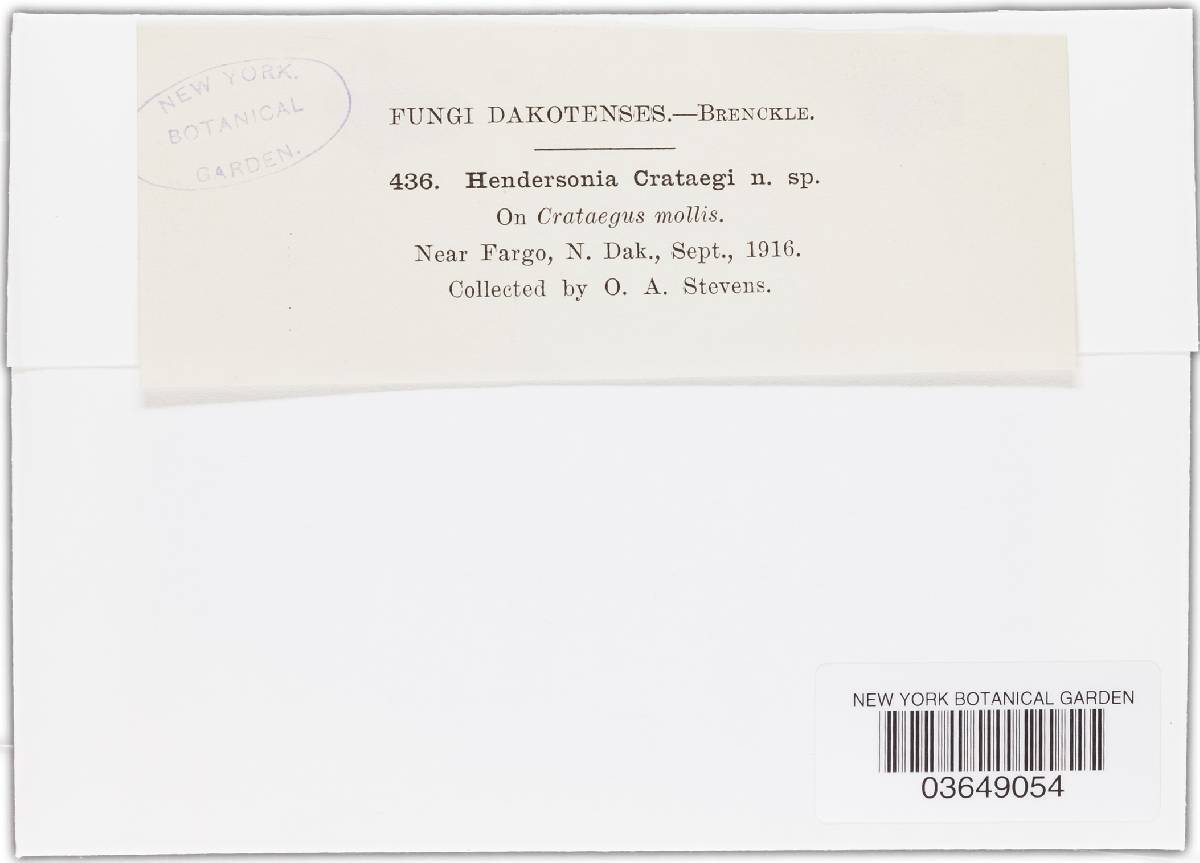 NEW YORK.
BOTANICAL
GARDEN.
FUNGI DAKOTENSES.—BRENCKLE.
436. Hendersonia Crataegi n. sp.
On Crataegus mollis.
Near Fargo, N. Dak., Sept., 1916.
Collected by O. A. Stevens.
NEW YORK BOTANICAL GARDEN
03649054